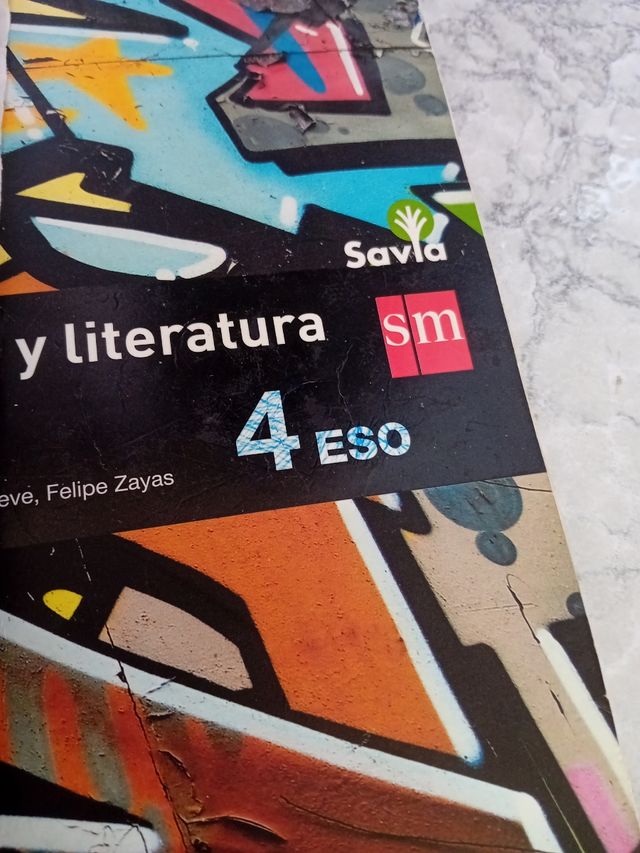 Savia
y literatura
sm
4 ESO
eve, Felipe Zayas